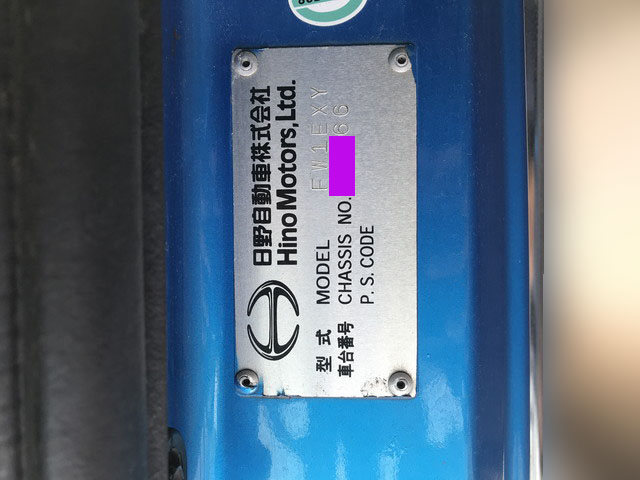 日野自動車株式会社
Hino Motors, Ltd.
型式 MODEL FW1EXY
車台番号 CHASSIS NO. 66
P.S. CODE